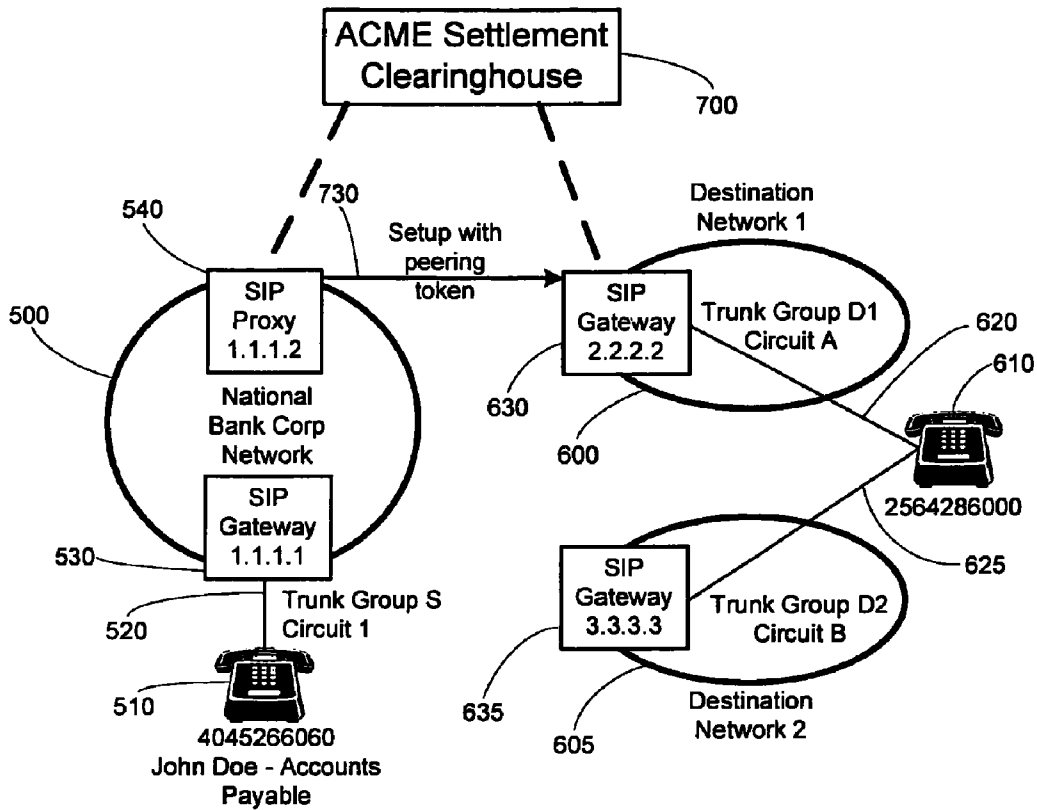 ACME Settlement
Clearinghouse
700
730
540
Setup with
peering
token
Destination
Network 1
500
SIP
Proxy
1.1.1.2
SIP
Gateway
2.2.2.2
Trunk Group D1
Circuit A
620
610
630
600
National
Bank Corp
Network
2564286000
SIP
Gateway
1.1.1.1
530
625
SIP
Gateway
3.3.3.3
Trunk Group D2
Circuit B
520
Trunk Group S
Circuit 1
510
635
605
Destination
Network 2
4045266060
John Doe - Accounts
Payable